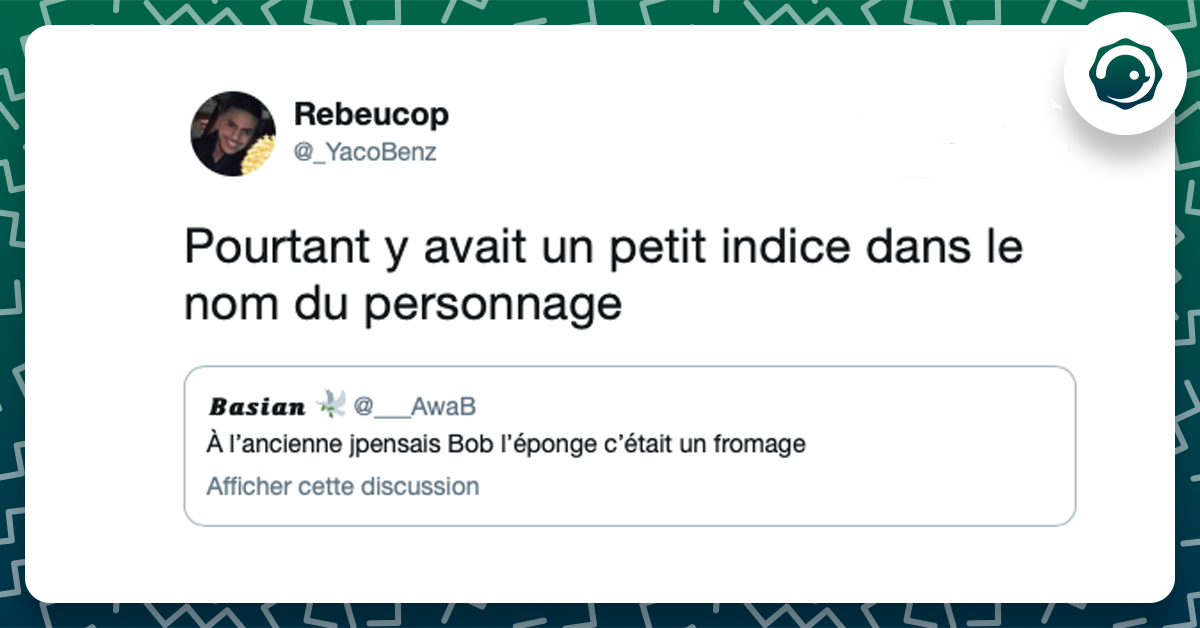 Rebeucop
@_YacoBenz
Pourtant y avait un petit indice dans le
nom du personnage
Basian 🕊 @___AwaB
À l’ancienne jpensais Bob l’éponge c’était un fromage
Afficher cette discussion